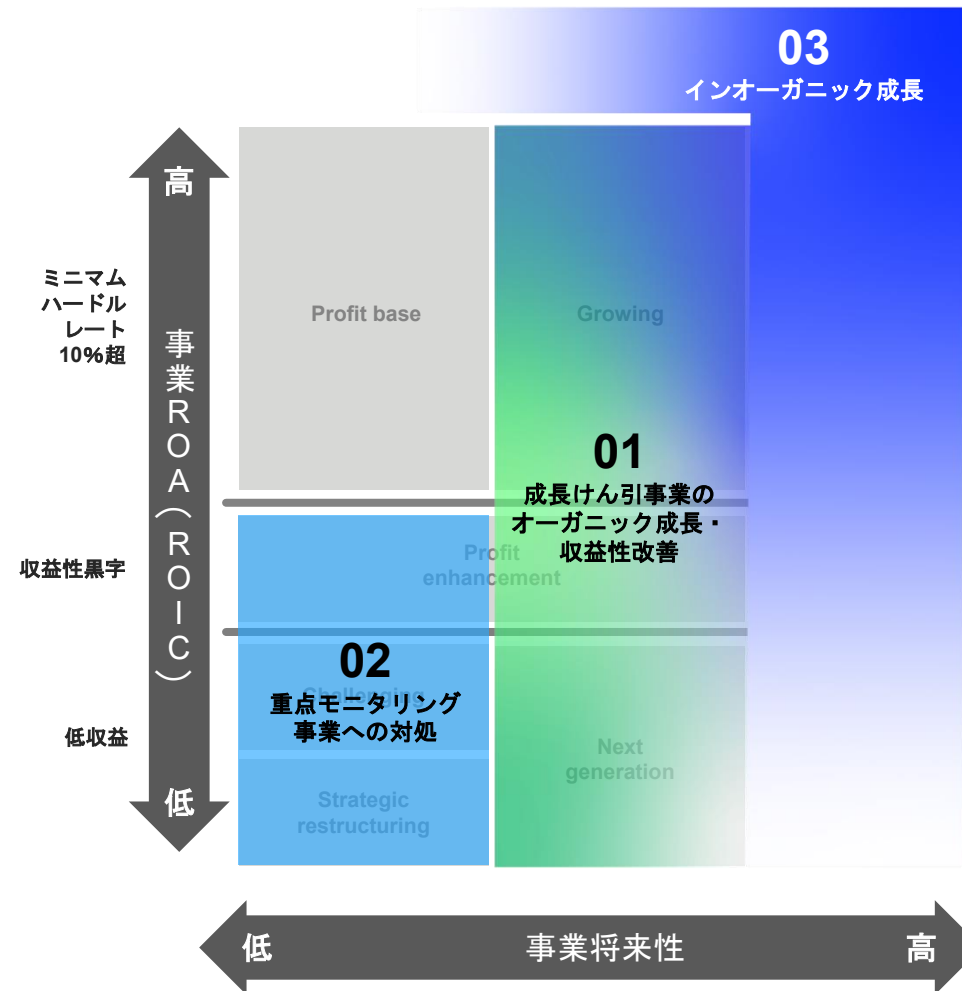 03
インオーガニック成長
高
ミニマム
ハードル
レート
10%超
事業ROA(ROIC)
Profit base
Growing
01
成長けん引事業の
オーガニック成長・
収益性改善
収益性黒字
Profit
enhancement
02
Challenging
重点モニタリング
事業への対処
低収益
Next
generation
Strategic
restructuring
低
低
事業将来性
高